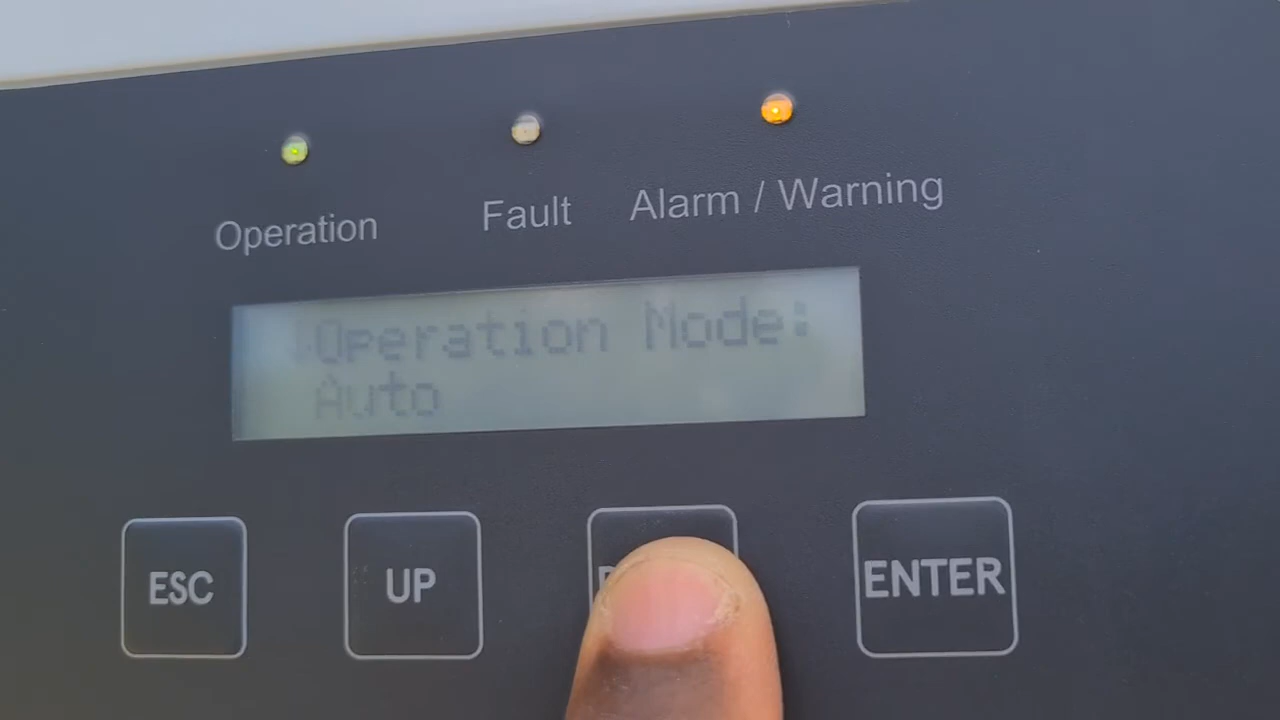 Operation
Fault
Alarm / Warning
Operation Mode:
Auto
ESC
UP
ENTER